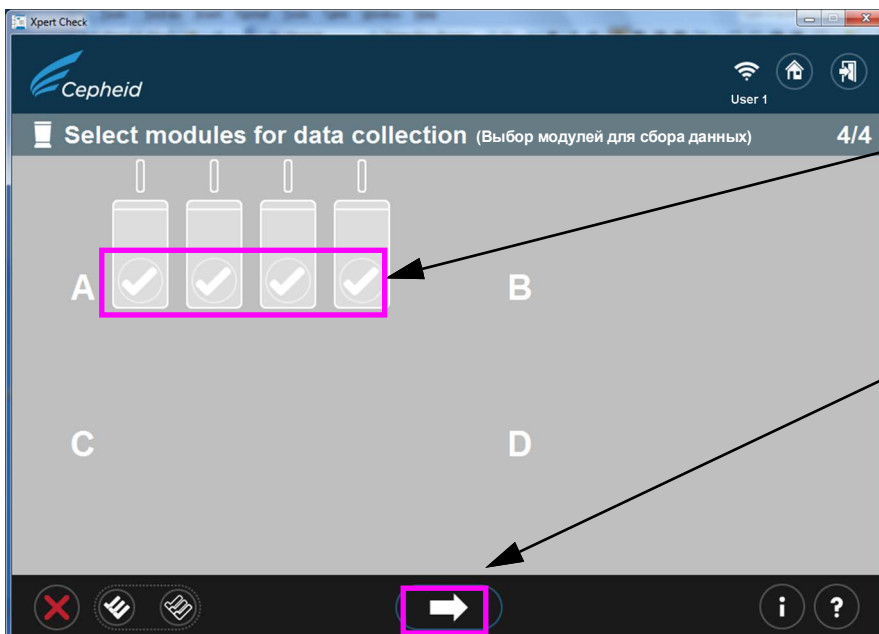 Xpert Check
Cepheid
User 1
Select modules for data collection (Выбор модулей для сбора данных) 4/4
A B
C D
i ?